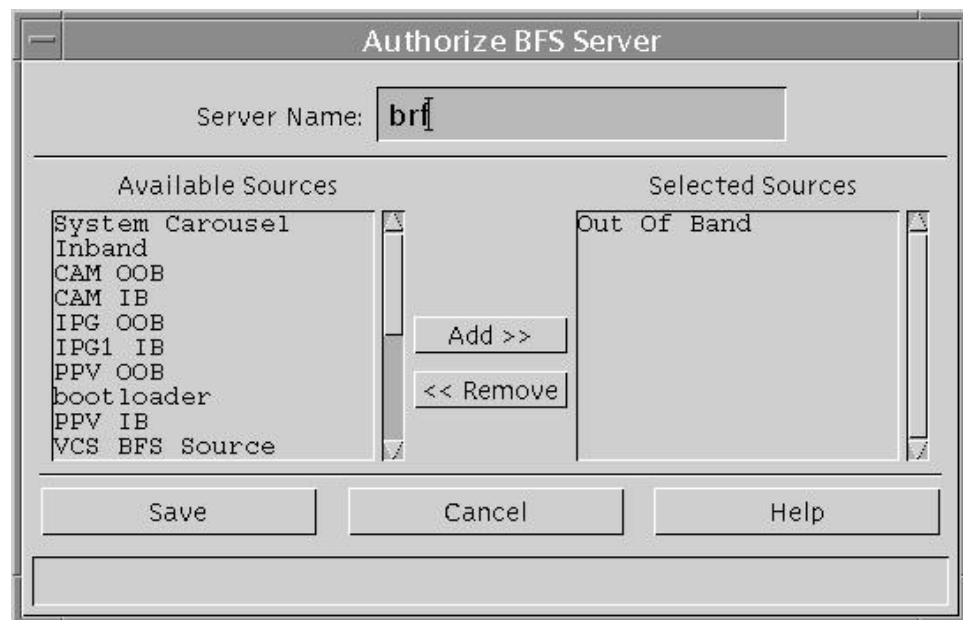 Authorize BFS Server
Server Name: brf
Available Sources
Selected Sources
System Carousel
Inband
CAM OOB
CAM IB
IPG OOB
IPG1 IB
PPV OOB
bootloader
PPV IB
VCS BFS Source
Add >>
<< Remove
Out Of Band
Save
Cancel
Help